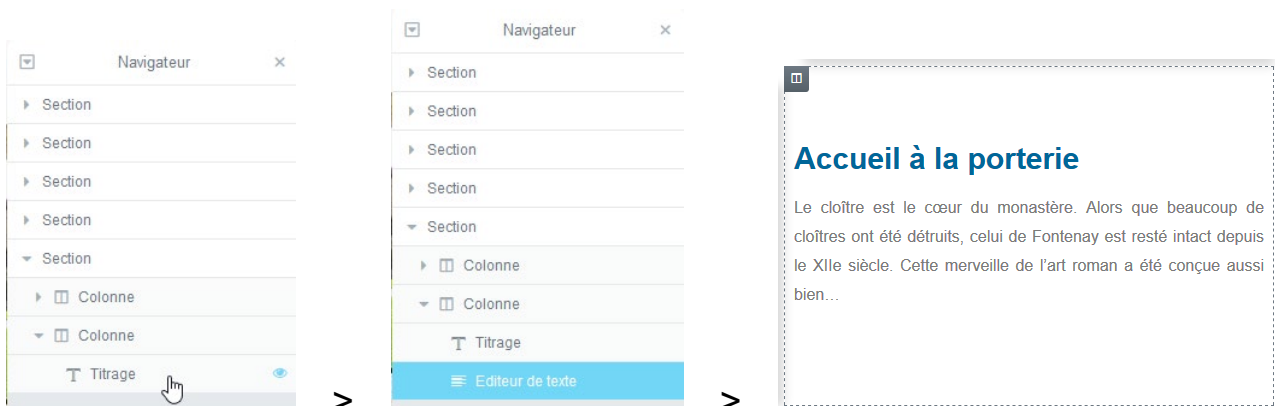 Navigateur
Section
Section
Section
Section
Section
Colonne
Colonne
Titrage
>
Navigateur
Section
Section
Section
Section
Section
Colonne
Colonne
Titrage
Editeur de texte
>
Accueil à la porterie
Le cloître est le cœur du monastère. Alors que beaucoup de
cloîtres ont été détruits, celui de Fontenay est resté intact depuis
le XIIe siècle. Cette merveille de l’art roman a été conçue aussi
bien…